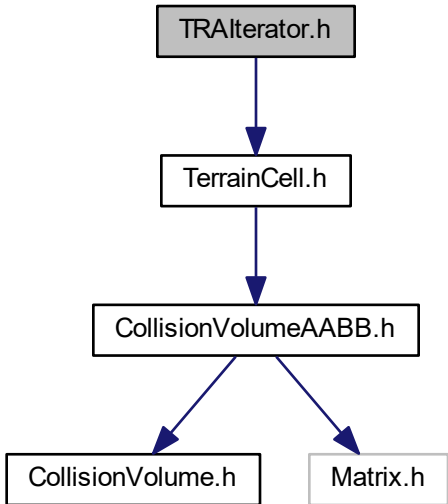 TRAIterator.h
TerrainCell.h
CollisionVolumeAABB.h
CollisionVolume.h
Matrix.h